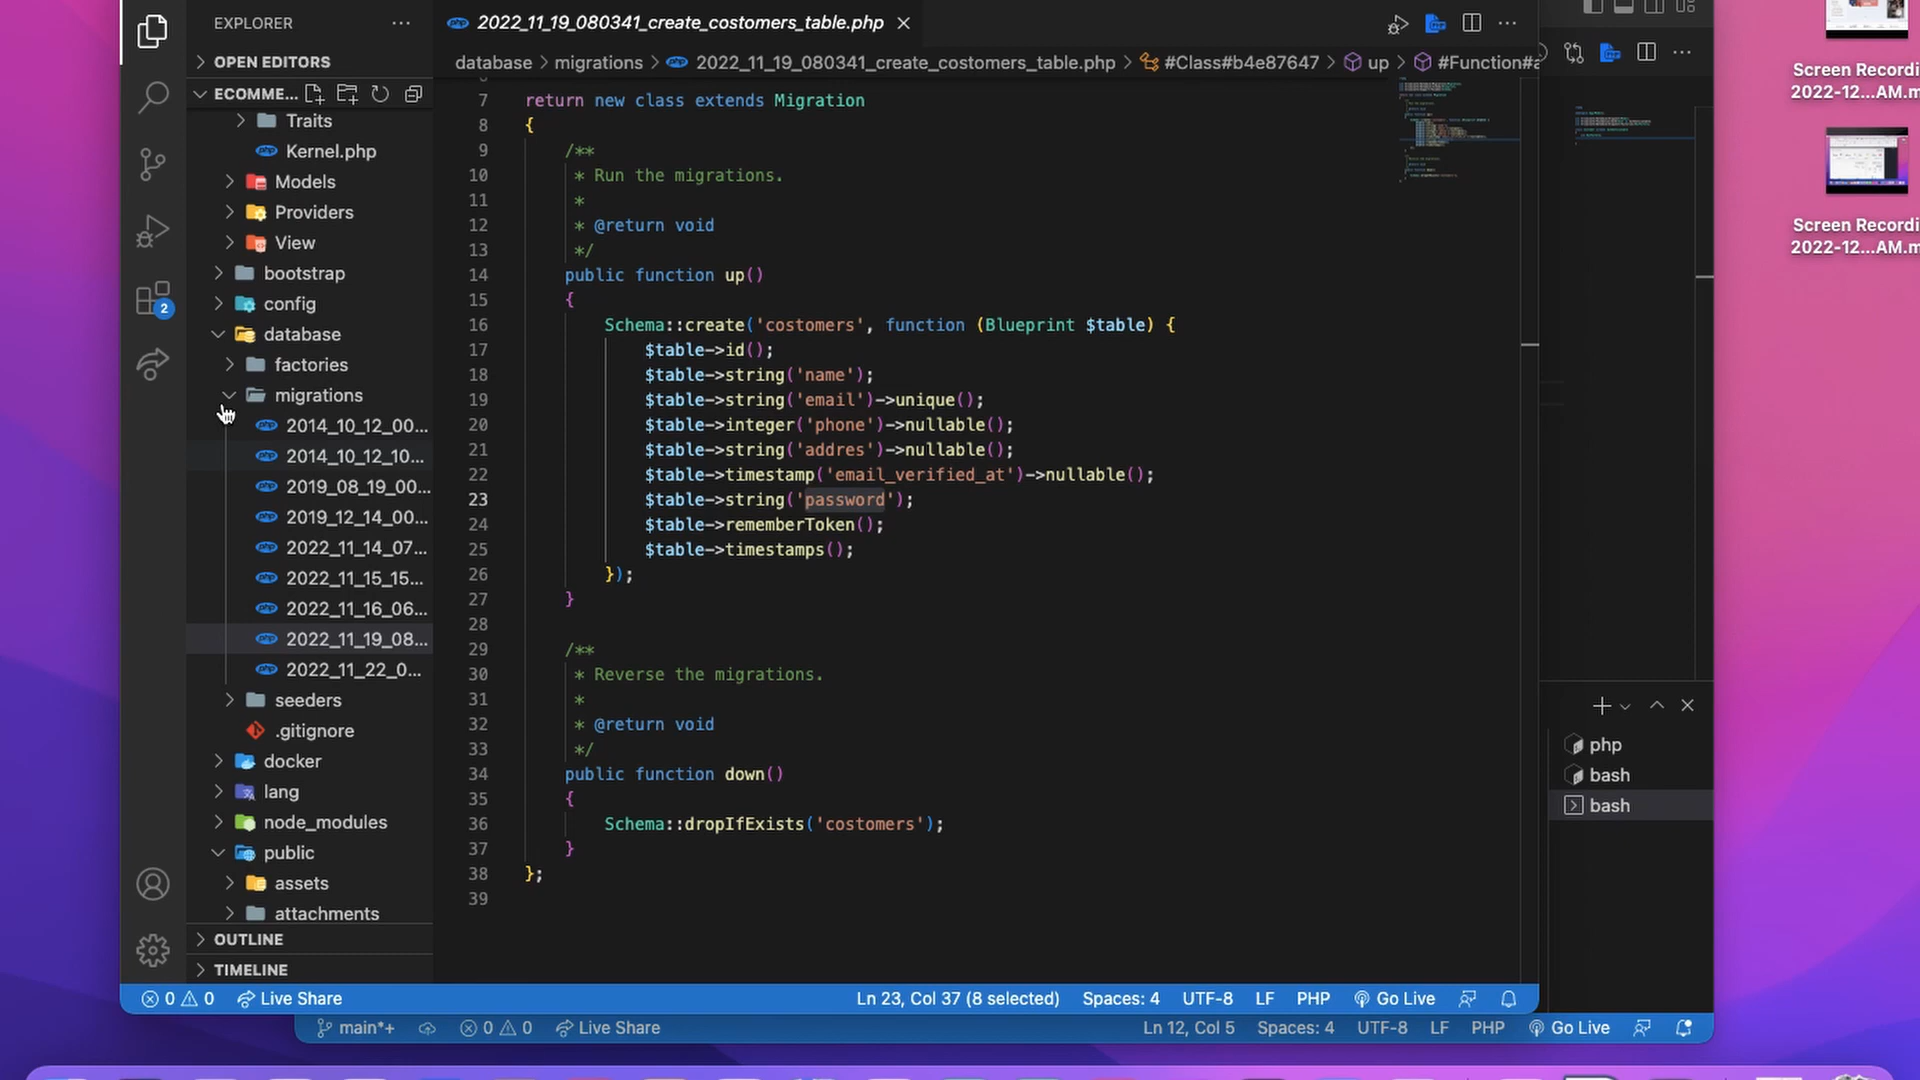 EXPLORER
OPEN EDITORS
ECOMME...
Traits
Kernel.php
Models
Providers
View
bootstrap
config
database
factories
migrations
2014_10_12_00...
2014_10_12_10...
2019_08_19_00...
2019_12_14_00...
2022_11_14_07...
2022_11_15_15...
2022_11_16_06...
2022_11_19_08...
2022_11_22_0...
seeders
.gitignore
docker
lang
node_modules
public
assets
attachments
OUTLINE
TIMELINE
2
php 2022_11_19_080341_create_costomers_table.php
database > migrations > php 2022_11_19_080341_create_costomers_table.php > #Class#b4e87647 > up > #Function#a
7 return new class extends Migration
8 {
9 /**
10 * Run the migrations.
11 *
12 * @return void
13 */
14 public function up()
15 {
16 Schema::create('costomers', function (Blueprint $table) {
17 $table->id();
18 $table->string('name');
19 $table->string('email')->unique();
20 $table->integer('phone')->nullable();
21 $table->string('addres')->nullable();
22 $table->timestamp('email_verified_at')->nullable();
23 $table->string('password');
24 $table->rememberToken();
25 $table->timestamps();
26 });
27 }
28
29 /**
30 * Reverse the migrations.
31 *
32 * @return void
33 */
34 public function down()
35 {
36 Schema::dropIfExists('costomers');
37 }
38 };
39
php
bash
bash
0 0 Live Share Ln 23, Col 37 (8 selected) Spaces: 4 UTF-8 LF PHP Go Live
main*+ 0 0 Live Share Ln 12, Col 5 Spaces: 4 UTF-8 LF PHP Go Live
Screen Recordi
2022-12...AM.m
Screen Recordi
2022-12...AM.m